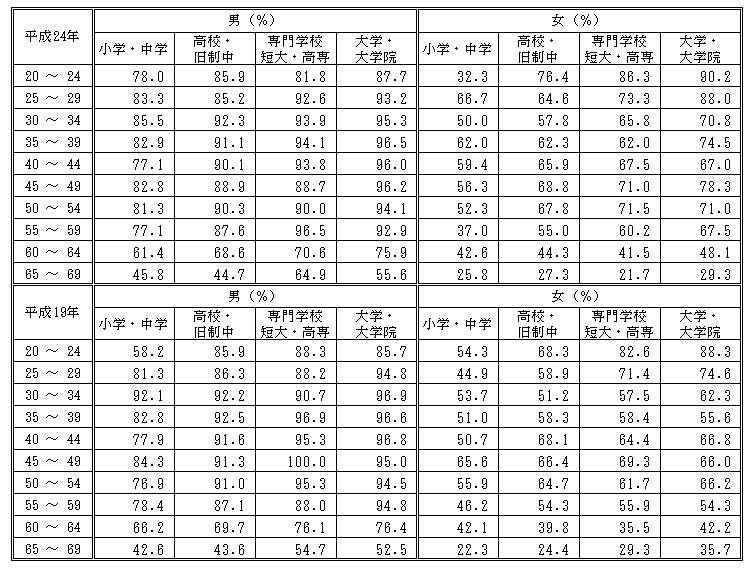 平成24年 男（%） 女（%）
小学・中学 高校・旧制中 専門学校短大・高専 大学・大学院 小学・中学 高校・旧制中 専門学校短大・高専 大学・大学院
20 ～ 24 78.0 85.9 81.8 87.7 32.3 76.4 86.3 90.2
25 ～ 29 83.3 85.2 92.6 93.2 66.7 64.6 73.3 88.0
30 ～ 34 85.5 92.3 93.9 95.3 50.0 57.8 65.8 70.8
35 ～ 39 82.9 91.1 94.1 96.5 62.0 62.3 62.0 74.5
40 ～ 44 77.1 90.1 93.8 96.0 59.4 65.9 67.5 67.0
45 ～ 49 82.8 88.9 88.7 96.2 56.3 68.8 71.0 78.3
50 ～ 54 81.3 90.3 90.0 94.1 52.3 67.8 71.5 71.0
55 ～ 59 77.1 87.6 96.5 92.9 37.0 55.0 60.2 67.5
60 ～ 64 61.4 68.6 70.6 75.9 42.6 44.3 41.5 48.1
65 ～ 69 45.8 44.7 64.9 55.6 25.8 27.3 21.7 29.3
平成19年 男（%） 女（%）
小学・中学 高校・旧制中 専門学校短大・高専 大学・大学院 小学・中学 高校・旧制中 専門学校短大・高専 大学・大学院
20 ～ 24 58.2 85.9 88.3 85.7 54.3 68.3 82.6 88.3
25 ～ 29 81.3 86.3 88.2 94.8 44.9 58.9 71.4 74.6
30 ～ 34 92.1 92.2 90.7 96.9 53.7 51.2 57.5 62.3
35 ～ 39 82.8 92.5 96.9 96.6 51.0 58.3 58.4 55.6
40 ～ 44 77.9 91.6 95.3 96.8 50.7 68.1 64.4 66.8
45 ～ 49 84.3 91.3 100.0 95.0 65.6 66.4 69.3 66.0
50 ～ 54 76.9 91.0 95.3 94.5 55.9 64.7 61.7 66.2
55 ～ 59 78.4 87.1 88.0 94.8 46.2 54.3 55.9 54.3
60 ～ 64 66.2 69.7 76.1 76.4 42.1 39.8 35.5 42.2
65 ～ 69 42.6 43.6 54.7 52.5 22.3 24.4 29.3 35.7